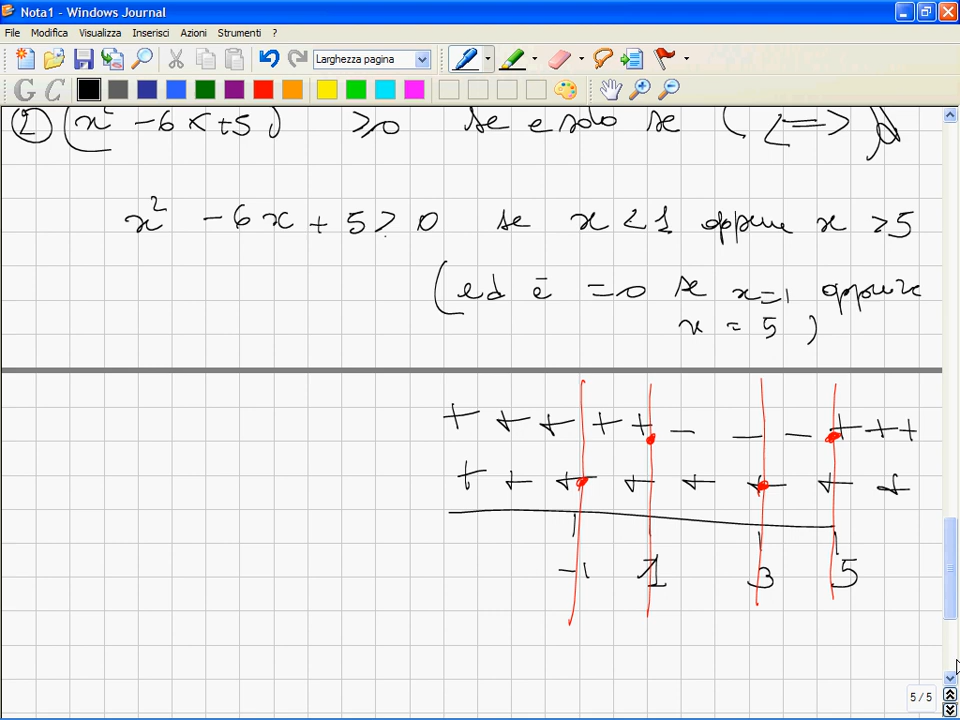 Nota1 - Windows Journal
File Modifica Visualizza Inserisci Azioni Strumenti ?
Larghezza pagina
G C
② (x² - 6x + 5) ≥0 se e solo se ( <=> )
x² - 6x + 5 > 0 se x < 1 oppure x > 5
(ed è =0 se x=1 oppure
x = 5)
+ + + + + - - - + + +
+ + + + + + + +
-1 1 3 5
5 / 5